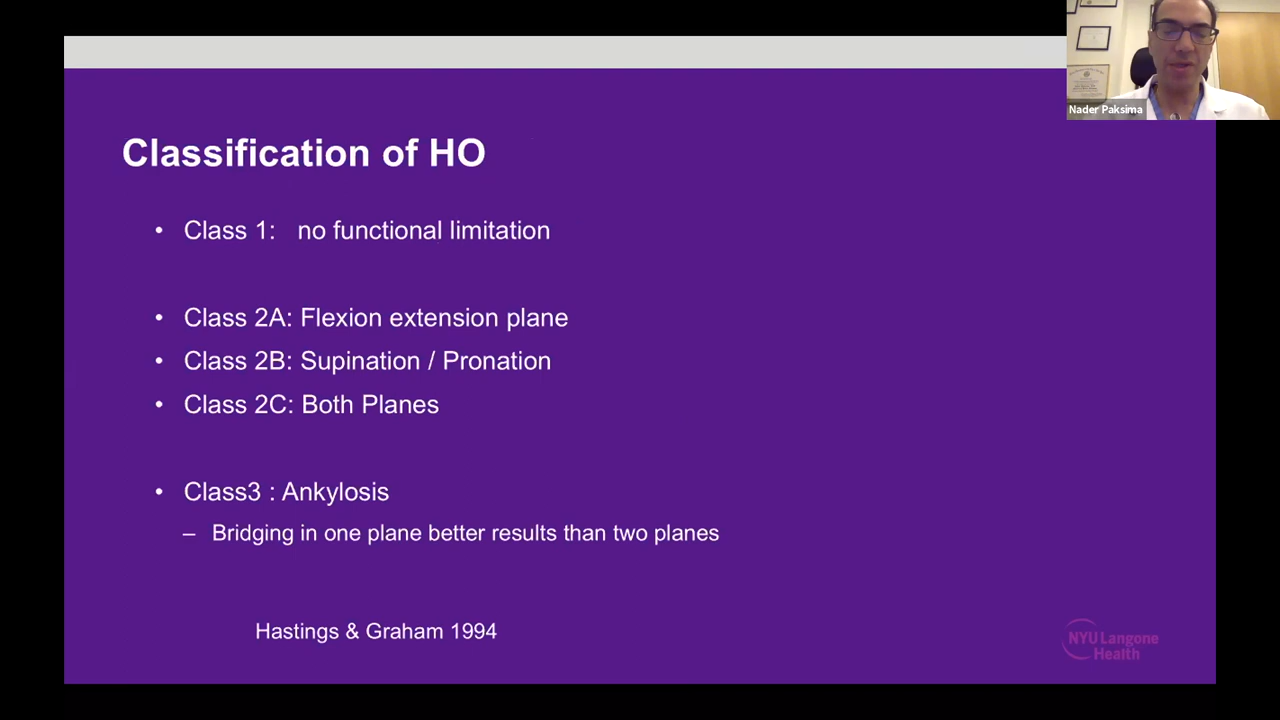 Nader Paksima
Classification of HO
• Class 1: no functional limitation
• Class 2A: Flexion extension plane
• Class 2B: Supination / Pronation
• Class 2C: Both Planes
• Class3 : Ankylosis
– Bridging in one plane better results than two planes
Hastings & Graham 1994
NYU Langone
Health